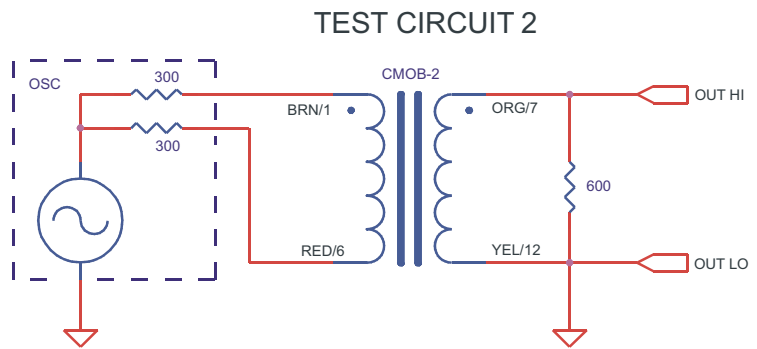 TEST CIRCUIT 2
OSC
300
300
CMOB-2
BRN/1
ORG/7
OUT HI
600
RED/6
YEL/12
OUT LO